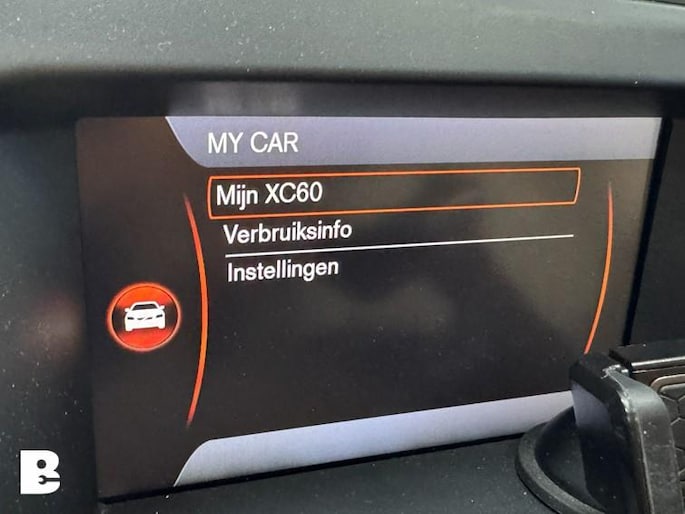 MY CAR
Mijn XC60
Verbruiksinfo
Instellingen
B